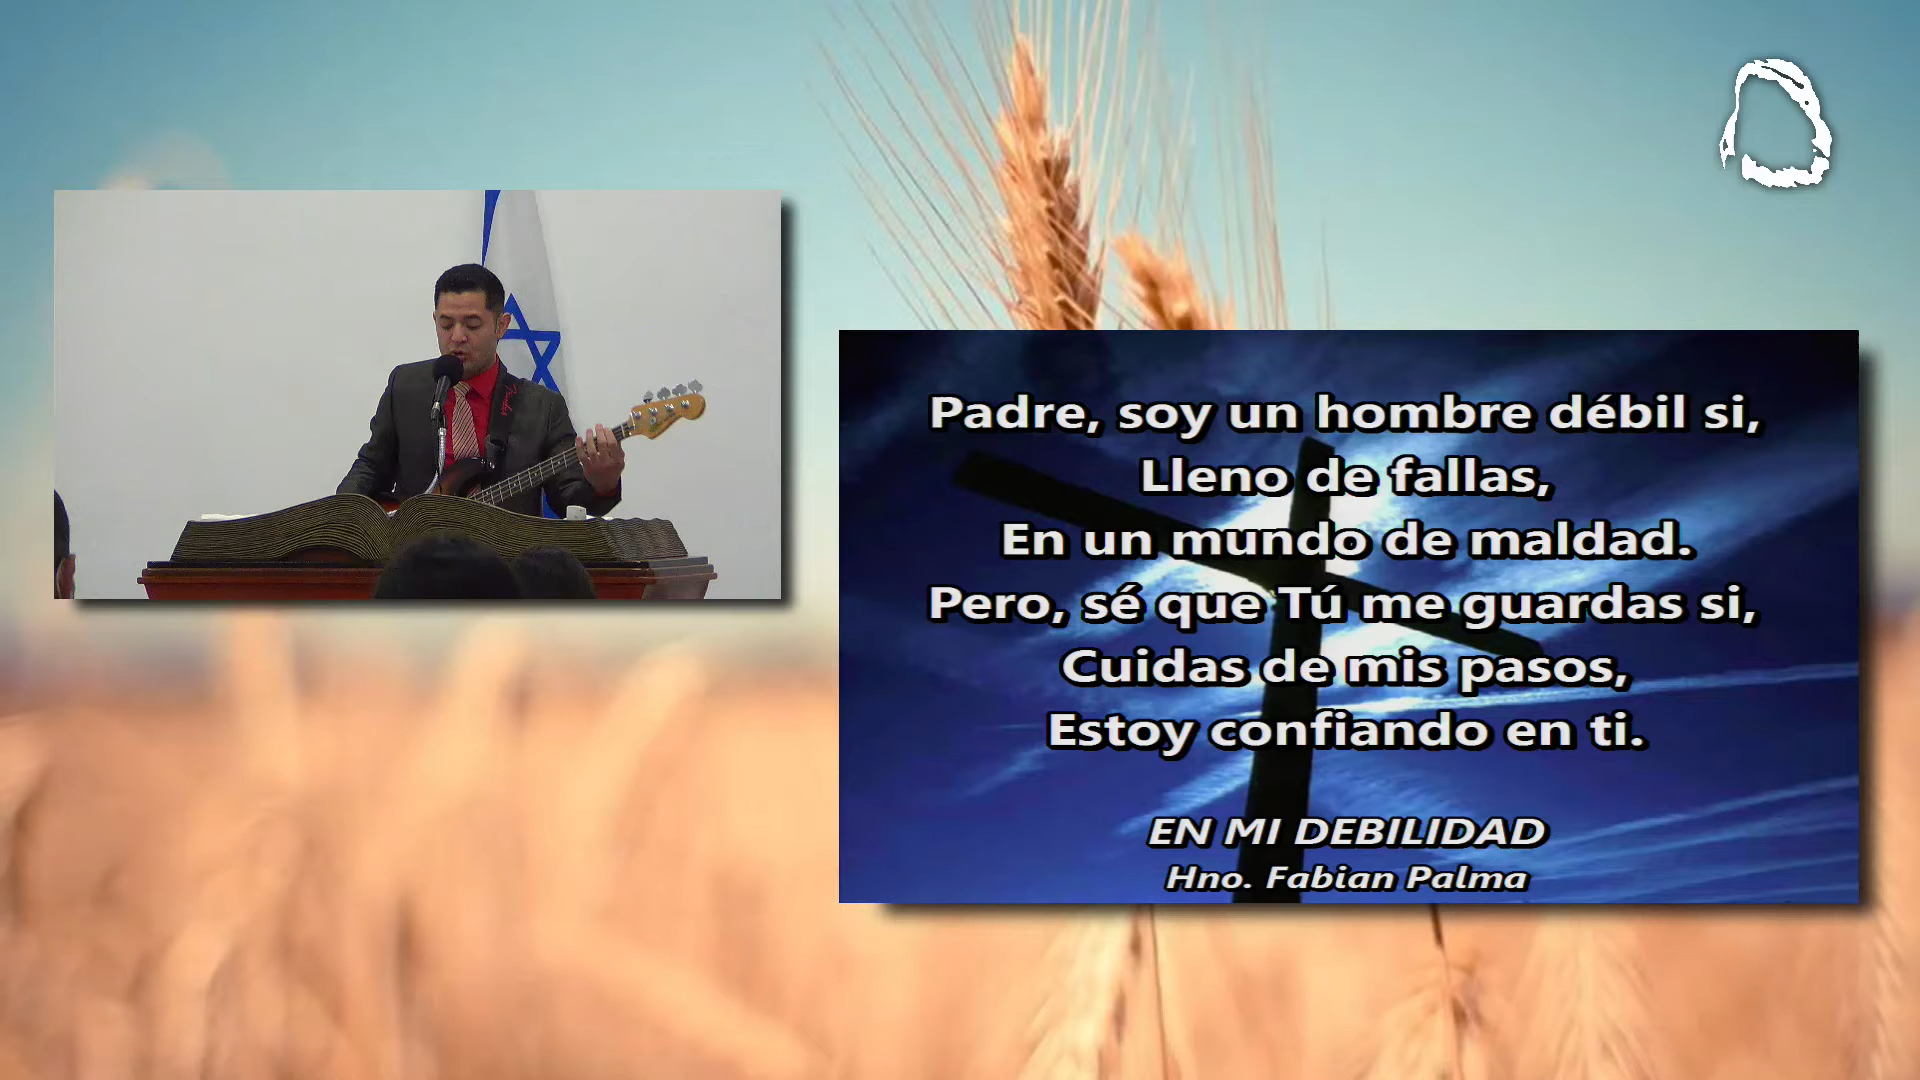 Padre, soy un hombre débil si,
Lleno de fallas,
En un mundo de maldad.
Pero, sé que Tú me guardas si,
Cuidas de mis pasos,
Estoy confiando en ti.
EN MI DEBILIDAD
Hno. Fabian Palma